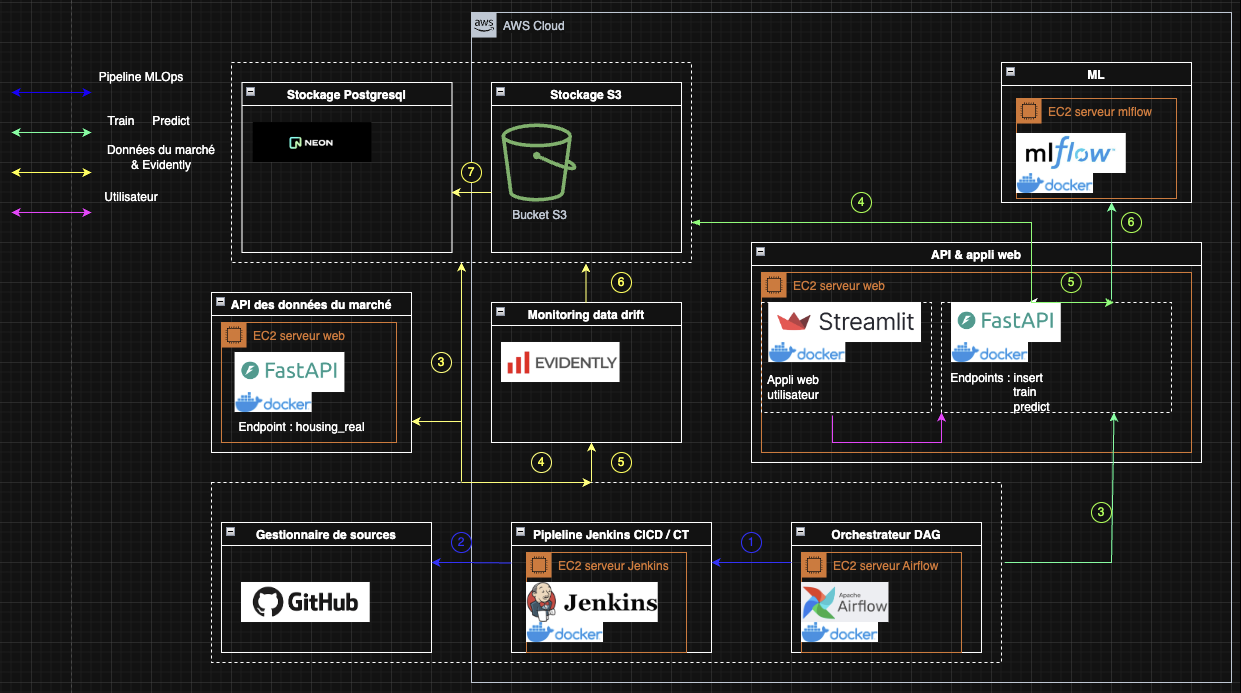 aws
AWS Cloud
Pipeline MLOps
Train Predict
Données du marché
& Evidently
Utilisateur
Stockage Postgresql
NEON
7
Stockage S3
Bucket S3
4
ML
EC2 serveur mlflow
mlflow
docker
6
API & appli web
EC2 serveur web
5
Streamlit
docker
Appli web
utilisateur
FastAPI
docker
Endpoints : insert
train
predict
6
API des données du marché
EC2 serveur web
FastAPI
docker
Endpoint : housing_real
3
Monitoring data drift
EVIDENTLY
4
5
3
Gestionnaire de sources
GitHub
2
Pipleline Jenkins CICD / CT
EC2 serveur Jenkins
Jenkins
docker
1
Orchestrateur DAG
EC2 serveur Airflow
Apache
Airflow
docker